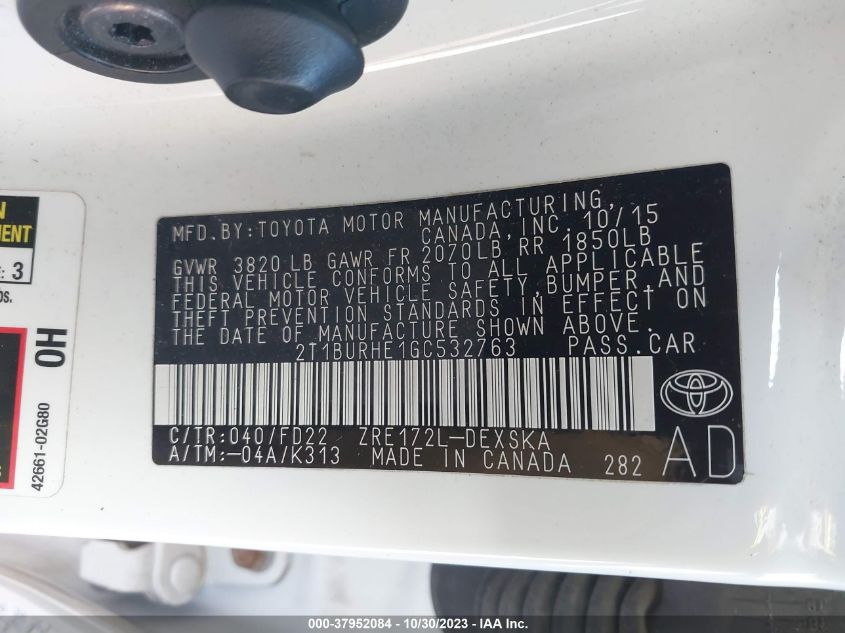 MFD. BY: TOYOTA MOTOR MANUFACTURING,
CANADA, INC. 10/15
GVWR 3820 LB GAWR FR 2070LB, RR 1850LB
THIS VEHICLE CONFORMS TO ALL APPLICABLE
FEDERAL MOTOR VEHICLE SAFETY, BUMPER, AND
THEFT PREVENTION STANDARDS IN EFFECT ON
THE DATE OF MANUFACTURE SHOWN ABOVE.
2T1BURHE1GC532763 PASS. CAR
C/TR: 040/FD22 ZRE172L-DEXSKA
A/TM:-04A/K313 MADE IN CANADA 282
AD
3
OH
42661-02G80
000-37952084 - 10/30/2023 - IAA Inc.